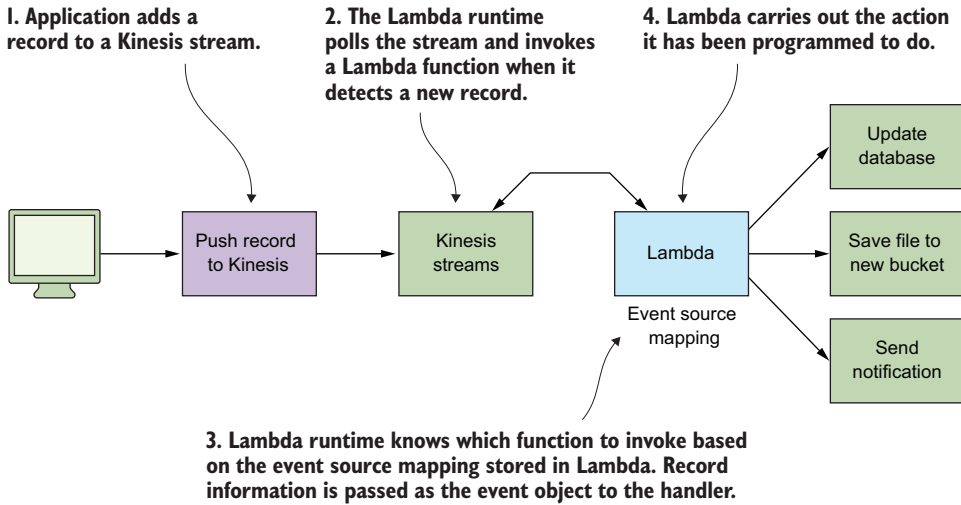 1. Application adds a
record to a Kinesis stream.
2. The Lambda runtime
polls the stream and invokes
a Lambda function when it
detects a new record.
4. Lambda carries out the action
it has been programmed to do.
Push record
to Kinesis
Kinesis
streams
Lambda
Event source
mapping
Update
database
Save file to
new bucket
Send
notification
3. Lambda runtime knows which function to invoke based
on the event source mapping stored in Lambda. Record
information is passed as the event object to the handler.